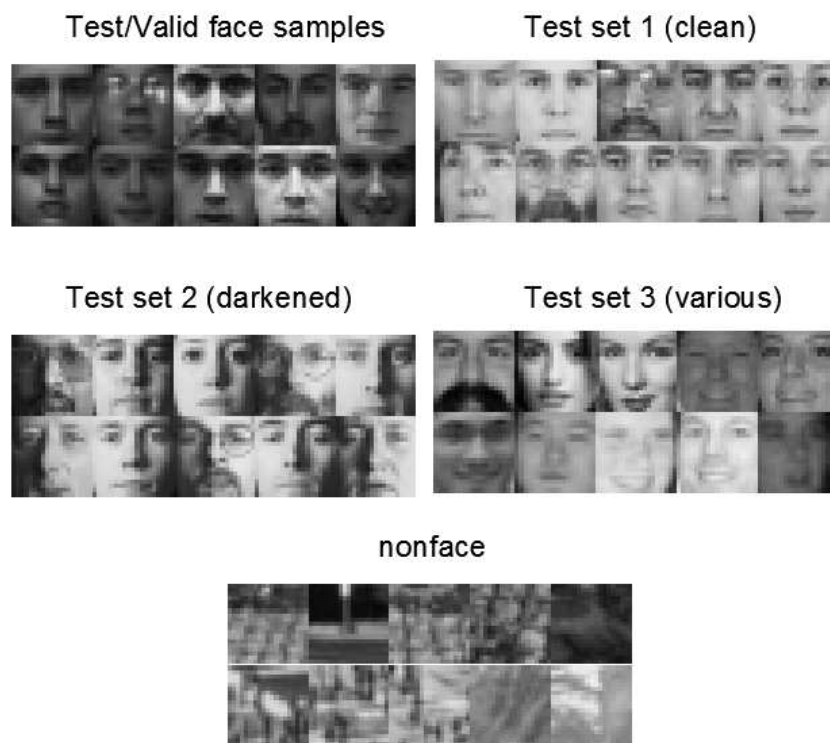 Test/Valid face samples
Test set 1 (clean)
Test set 2 (darkened)
Test set 3 (various)
nonface